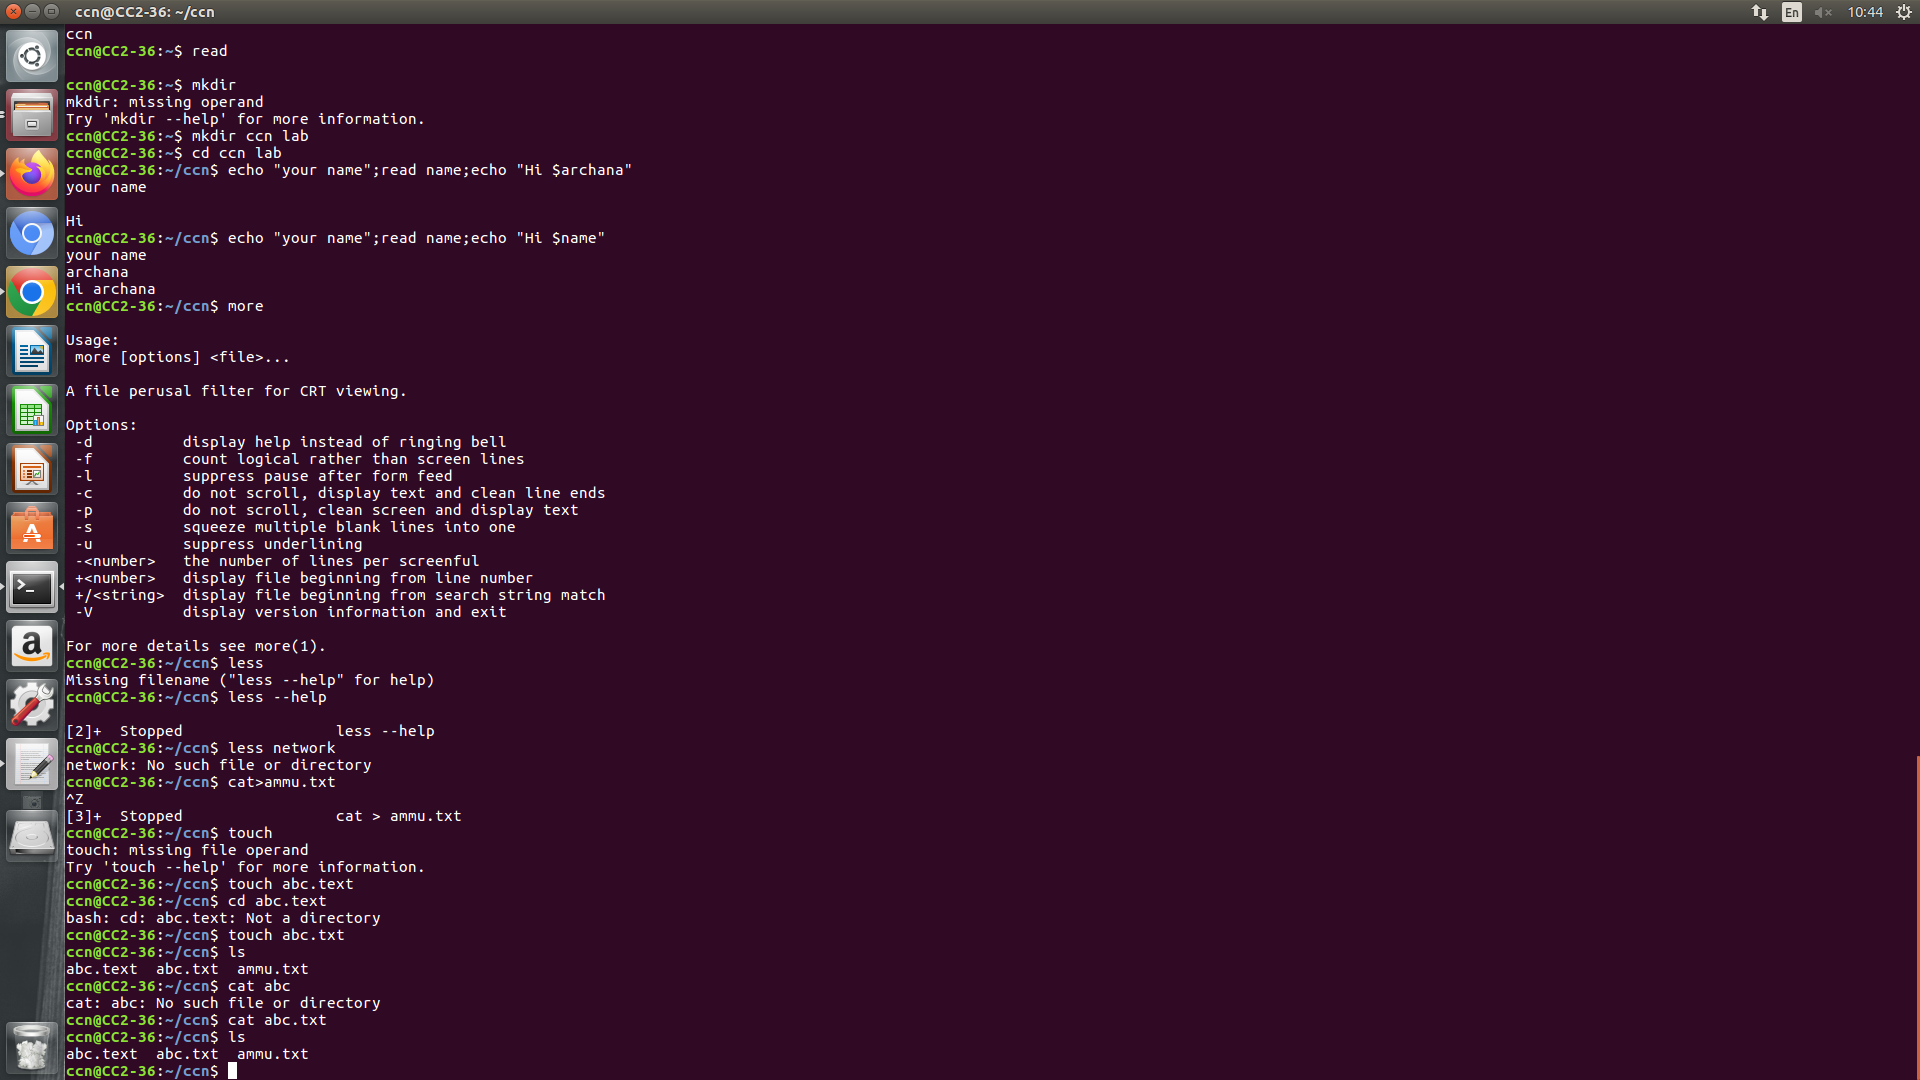 ccn@CC2-36: ~/ccn
En
10:44
ccn
ccn@CC2-36:~$ read
ccn@CC2-36:~$ mkdir
mkdir: missing operand
Try 'mkdir --help' for more information.
ccn@CC2-36:~$ mkdir ccn lab
ccn@CC2-36:~$ cd ccn lab
ccn@CC2-36:~/ccn$ echo "your name";read name;echo "Hi $archana"
your name
Hi
ccn@CC2-36:~/ccn$ echo "your name";read name;echo "Hi $name"
your name
archana
Hi archana
ccn@CC2-36:~/ccn$ more
Usage:
 more [options] <file>...
A file perusal filter for CRT viewing.
Options:
 -d          display help instead of ringing bell
 -f          count logical rather than screen lines
 -l          suppress pause after form feed
 -c          do not scroll, display text and clean line ends
 -p          do not scroll, clean screen and display text
 -s          squeeze multiple blank lines into one
 -u          suppress underlining
 -<number>   the number of lines per screenful
 +<number>   display file beginning from line number
 +/<string>  display file beginning from search string match
 -V          display version information and exit
For more details see more(1).
ccn@CC2-36:~/ccn$ less
Missing filename ("less --help" for help)
ccn@CC2-36:~/ccn$ less --help
[2]+  Stopped                 less --help
ccn@CC2-36:~/ccn$ less network
network: No such file or directory
ccn@CC2-36:~/ccn$ cat>ammu.txt
^Z
[3]+  Stopped                 cat > ammu.txt
ccn@CC2-36:~/ccn$ touch
touch: missing file operand
Try 'touch --help' for more information.
ccn@CC2-36:~/ccn$ touch abc.text
ccn@CC2-36:~/ccn$ cd abc.text
bash: cd: abc.text: Not a directory
ccn@CC2-36:~/ccn$ touch abc.txt
ccn@CC2-36:~/ccn$ ls
abc.text  abc.txt  ammu.txt
ccn@CC2-36:~/ccn$ cat abc
cat: abc: No such file or directory
ccn@CC2-36:~/ccn$ cat abc.txt
ccn@CC2-36:~/ccn$ ls
abc.text  abc.txt  ammu.txt
ccn@CC2-36:~/ccn$